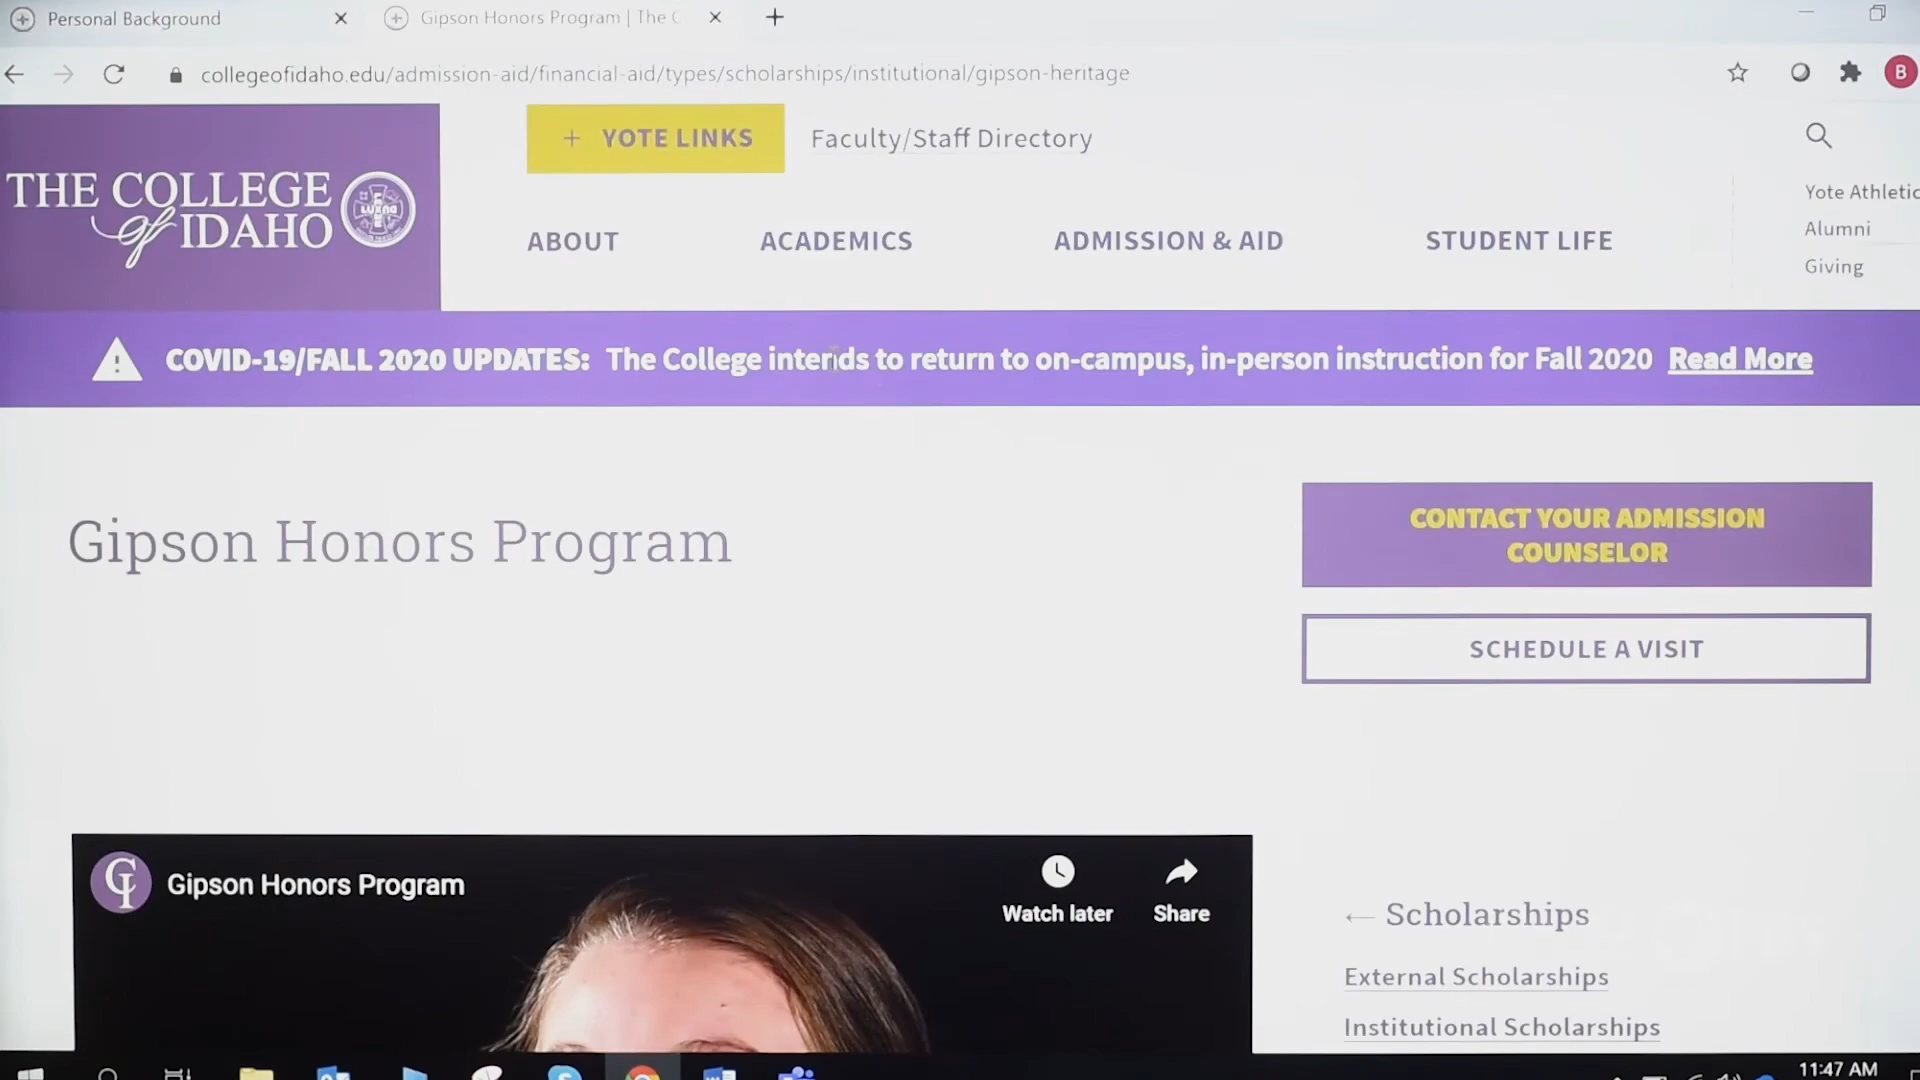 Personal Background
Gipson Honors Program | The C
collegeofidaho.edu/admission-aid/financial-aid/types/scholarships/institutional/gipson-heritage
B
+ YOTE LINKS
Faculty/Staff Directory
THE COLLEGE
of IDAHO
Yote Athletic
Alumni
Giving
ABOUT
ACADEMICS
ADMISSION & AID
STUDENT LIFE
COVID-19/FALL 2020 UPDATES: The College intends to return to on-campus, in-person instruction for Fall 2020 Read More
Gipson Honors Program
CONTACT YOUR ADMISSION
COUNSELOR
SCHEDULE A VISIT
CI Gipson Honors Program
Watch later
Share
← Scholarships
External Scholarships
Institutional Scholarships
11:47 AM